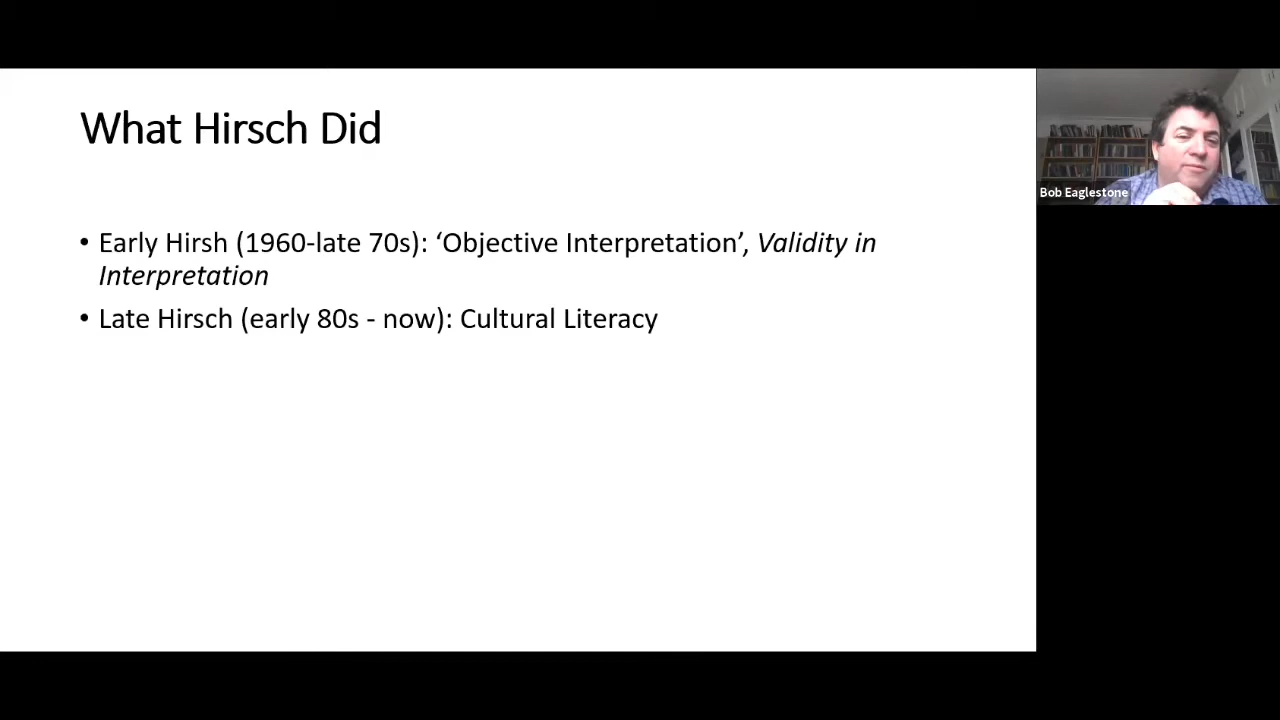 What Hirsch Did
• Early Hirsh (1960-late 70s): ‘Objective Interpretation’, Validity in
Interpretation
• Late Hirsch (early 80s - now): Cultural Literacy
Bob Eaglestone